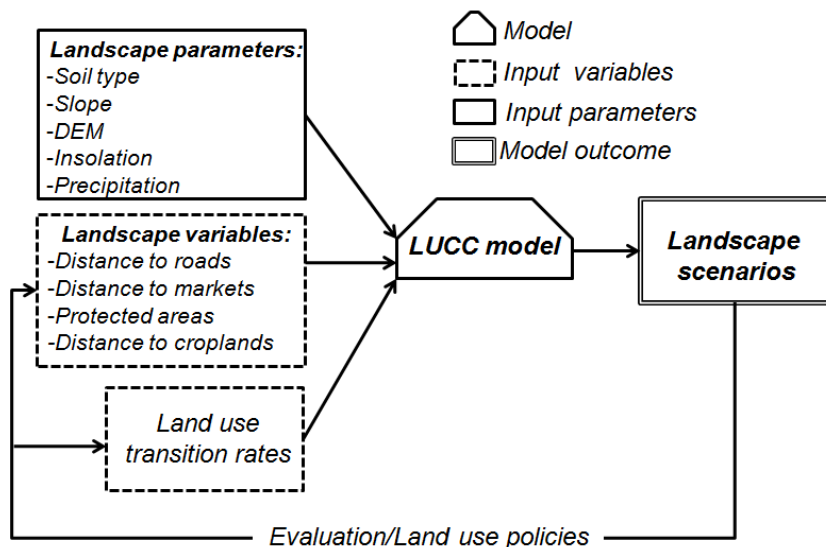 Landscape parameters:
-Soil type
-Slope
-DEM
-Insolation
-Precipitation
Model
Input variables
Input parameters
Model outcome
Landscape variables:
-Distance to roads
-Distance to markets
-Protected areas
-Distance to croplands
LUCC model
Landscape
scenarios
Land use
transition rates
Evaluation/Land use policies